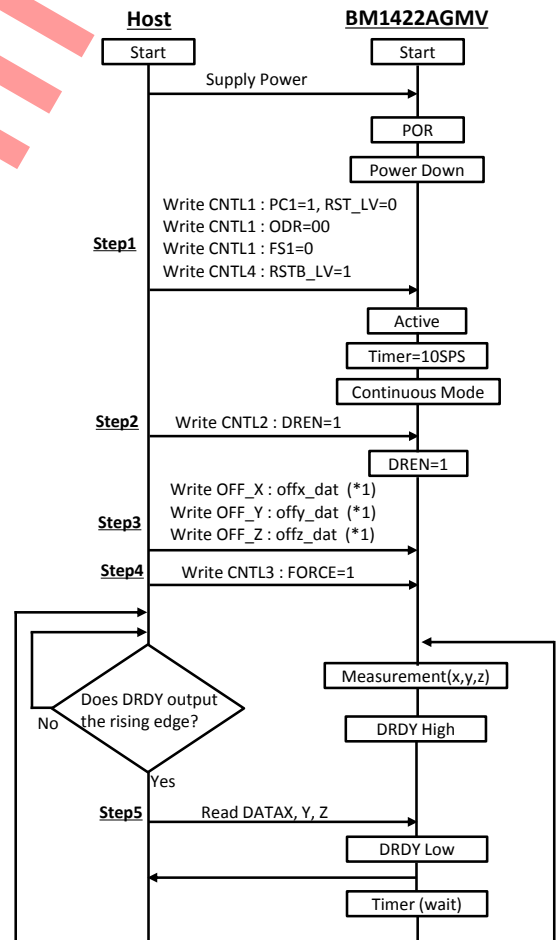 Host
BM1422AGMV
Start
Start
Supply Power
POR
Power Down
Write CNTL1 : PC1=1, RST_LV=0
Write CNTL1 : ODR=00
Step1
Write CNTL1 : FS1=0
Write CNTL4 : RSTB_LV=1
Active
Timer=10SPS
Continuous Mode
Step2
Write CNTL2 : DREN=1
DREN=1
Write OFF_X : offx_dat (*1)
Write OFF_Y : offy_dat (*1)
Step3
Write OFF_Z : offz_dat (*1)
Step4
Write CNTL3 : FORCE=1
Measurement(x,y,z)
Does DRDY output
the rising edge?
No
DRDY High
Yes
Step5
Read DATAX, Y, Z
DRDY Low
Timer (wait)